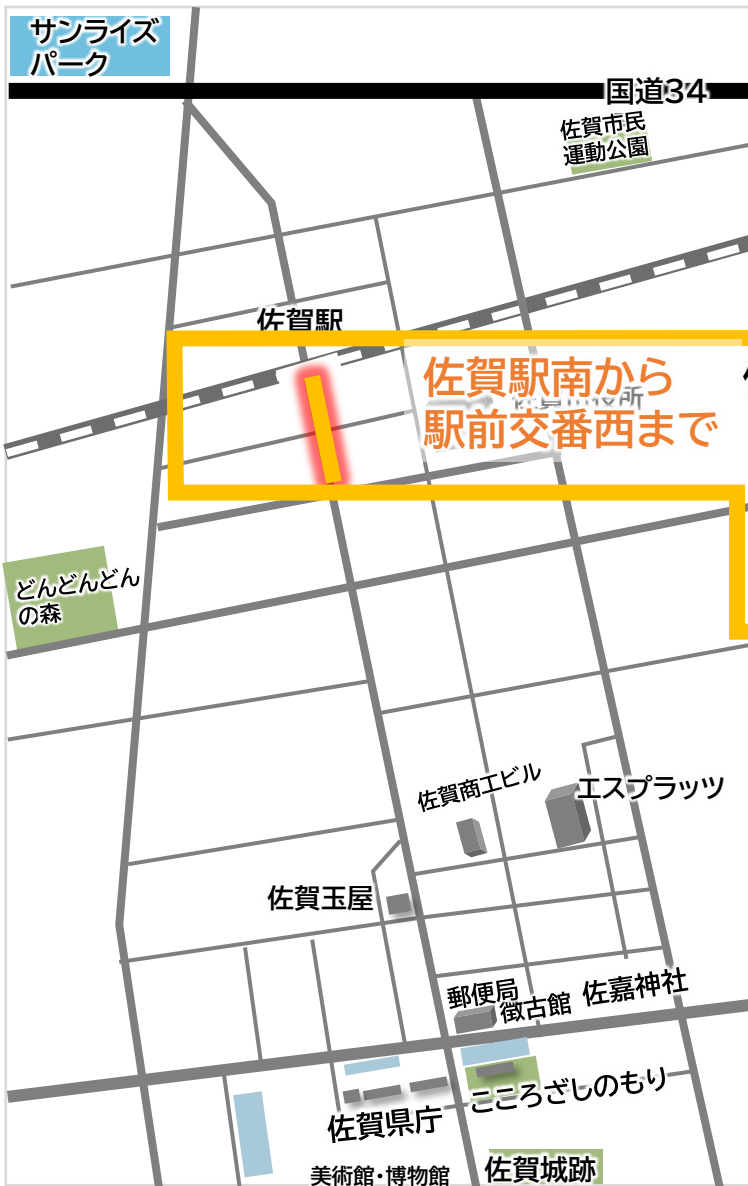 サンライズ
パーク
国道34
佐賀市民
運動公園
佐賀駅
佐賀駅南から
駅前交番西まで
どんどんどん
の森
佐賀商工ビル
エスプラッツ
佐賀玉屋
郵便局
徴古館
佐嘉神社
こころざしのもり
佐賀県庁
美術館・博物館
佐賀城跡